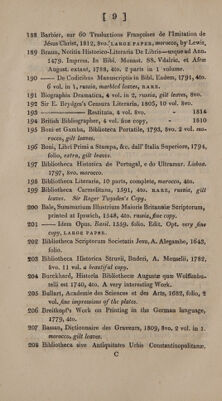 [ 9 ]
188 Barbier, sur 60 Traductions Françoises de l'Imitation de
Jésus Christ, 1812, 8vo. LARGE PAPER, morocco, by Lewis,
189 Braun, Notitia Historico-Literaria De Libris—usque ad Ann.
1479. Impres. In Bibl. Monast. SS. Vdalric. et Afræ
August. extant, 1788, 4to. 2 parts in 1 volume.
190 — De Codicibus Manuscriptis in Bibl. Eadem, 1791, 4to.
6 vol. in 1, russia, marbled leaves, RARE.
191 Biographia Dramatica, 4 vol. in 2, russia, gilt leaves, 1812.
192 Sir E. Brydges's Censura Literaria, 1805, 10 vol. 8vo.
193 — Restituta, 4 vol. 8vo. - 1814
194 British Bibliographer, 4 vol. fine copy, - 1810
195 Boni et Gamba, Biblioteca Portatile, 1793, 8vo. 2 vol. mo-
rocco, gilt leaves.
196 Boni, Libri Primi a Stampa, &c. dall' Italia Superiore, 1794,
folio, extra, gilt leaves.
197 Bibliotheca Historica de Portugal, e do Ultramar. Lisboa.
1797, 8vo. morocco.
198 Bibliotheca Literaria, 10 parts, complete, morocco, 4to.
199 Bibliotheca Carmelitana, 1591, 4to. RARE, russia, gilt
leaves. Sir Roger Twysden's Copy.
200 Bale, Summarium Illustrium Maioris Britanniæ Scriptorum,
printed at Ipswich, 1548, 4to. russia, fine copy.
201 — Idem Opus. Basil. 1559. folio. Edit. Opt. very fine
copy, LARGE PAPER.
202 Bibliotheca Scriptorum Societatis Jesu, A. Alegambe, 1643,
folio.
203 Bibliotheca Historica Struvii, Buderi, A. Meuselii, 1782,
8vo. 11 vol. a beautiful copy.
204 Burckhard, Historia Bibliothecæ Augustæ quæ Wolffenbu-
telii est 1740, 4to. A very interesting Work.
205 Bullart, Academie des Sciences et des Arts, 1682, folio, 2
vol. fine impressions of the plates.
206 Breitkopf's Work on Printing in the German language,
1779, 4to.
207 Bassan, Dictionnaire des Graveurs, 1809, 8vo. 2 vol. in 1.
morocco, gilt leaves.
208 Bibliotheca sive Antiquitates Urbis Constantinopolitanæ.
C